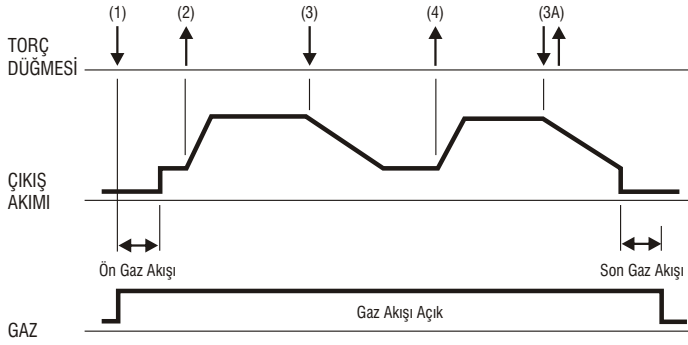 (1) (2) (3) (4) (3A)
TORÇ
DÜĞMESİ
ÇIKIŞ
AKIMI
Ön Gaz Akışı Son Gaz Akışı
Gaz Akışı Açık
GAZ